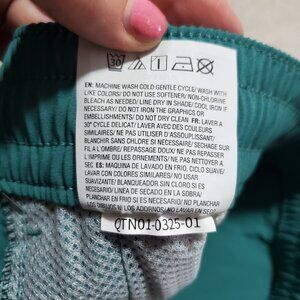 30
EN: MACHINE WASH COLD GENTLE CYCLE/ WASH WITH
LIKE COLORS/ DO NOT USE SOFTENER/ NON-CHLORINE
BLEACH AS NEEDED/ LINE DRY IN SHADE/ COOL IRON IF
NECESSARY/ DO NOT IRON THE GRAPHICS OR
EMBELLISHMENTS/ DO NOT DRY CLEAN FR: LAVER A
30° CYCLE DELICAT/ LAVER AVEC DES COULEURS
SIMILAIRES/ N'UTILISER D'ASSOUPLISSANT/
BLANCHIR SANS CHLORE SI NECESSAIRE/ SECHAGE SUR
FIL A L'OMBRE/ REPASSAGE DOUX/ NE PAS REPASSER
L'IMPRIME OU LES ORNEMENTS/ NE PAS NETTOYER A
SEC ES: MAQUINA DE LAVADO EN FRIO, CICLO SUAVE/
LAVAR CON COLORES SIMILARES/ NO USAR
SUAVIZANTE/ BLANQUEADOR SIN CLORO SI ES
NECESARIO/ LINEA DE SECADO EN LA SOMBRA/
PLANCHAR EN FRIO SI ES NECESARIO/ NO PLANCHAR
LOS DIBUJOS NI LOS ADORNOS/ NO LAVAR EN SECO
QTN01-0325-01